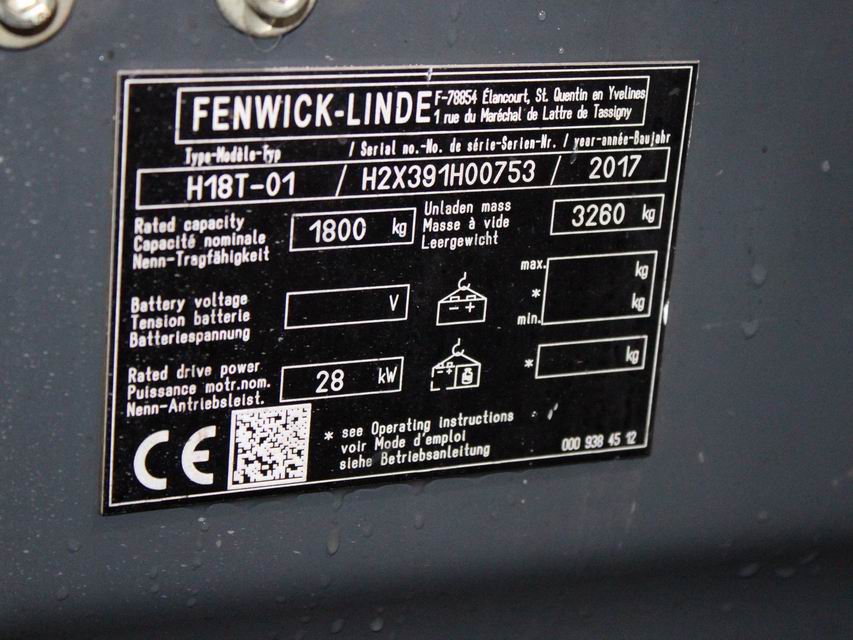 FENWICK-LINDE
F-78854 Élancourt, St. Quentin en Yvelines
1 rue du Maréchal de Lattre de Tassigny
Type-Modèle-typ / Serial no.-No. de série-Serien-Nr. / year-année-Baujahr
H18T-01 / H2X391H00753 / 2017
Rated capacity
Capacité nominale
Nenn-Tragfähigkeit
1800 kg
Unladen mass
Masse à vide
Leergewicht
3260 kg
Battery voltage
Tension batterie
Batteriespannung
V
- +
max. kg
*
min. kg
Rated drive power
Puissance motr.nom.
Nenn-Antriebsleist.
28 kW
- +
* kg
CE
* see Operating instructions
voir Mode d'emploi
siehe Betriebsanleitung
000 938 45 12